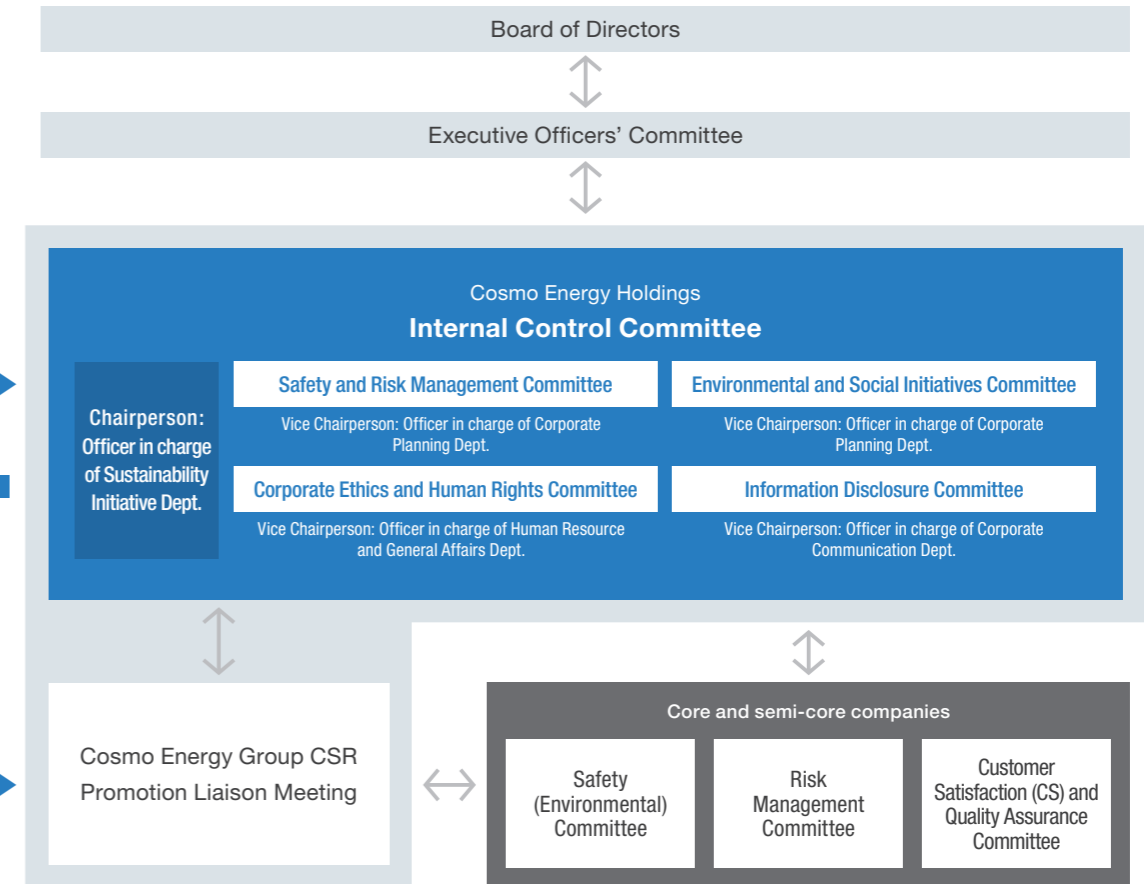 Board of Directors
Executive Officers’ Committee
Cosmo Energy Holdings
Internal Control Committee
Chairperson:
Officer in charge
of Sustainability
Initiative Dept.
Safety and Risk Management Committee
Vice Chairperson: Officer in charge of Corporate
Planning Dept.
Environmental and Social Initiatives Committee
Vice Chairperson: Officer in charge of Corporate
Planning Dept.
Corporate Ethics and Human Rights Committee
Vice Chairperson: Officer in charge of Human Resource
and General Affairs Dept.
Information Disclosure Committee
Vice Chairperson: Officer in charge of Corporate
Communication Dept.
Cosmo Energy Group CSR
Promotion Liaison Meeting
Core and semi-core companies
Safety
(Environmental)
Committee
Risk
Management
Committee
Customer
Satisfaction (CS) and
Quality Assurance
Committee